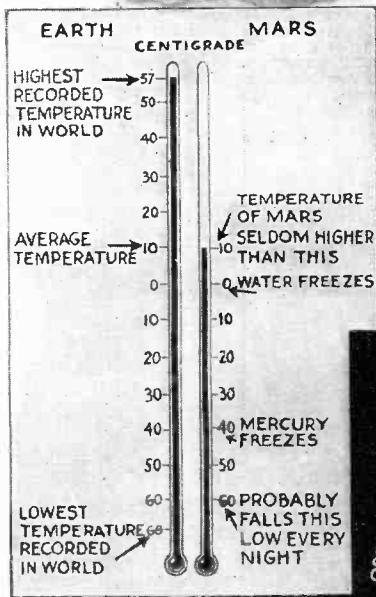 EARTH MARS
CENTIGRADE
HIGHEST
RECORDED
TEMPERATURE
IN WORLD
57
50
40
30
20
AVERAGE
TEMPERATURE
10
0
10
20
30
40
50
60
LOWEST
TEMPERATURE
RECORDED
IN WORLD
68
TEMPERATURE
OF MARS
SELDOM HIGHER
THAN THIS
10
0 WATER FREEZES
10
20
30
40 MERCURY
FREEZES
50
60 PROBABLY
FALLS THIS
LOW EVERY
NIGHT